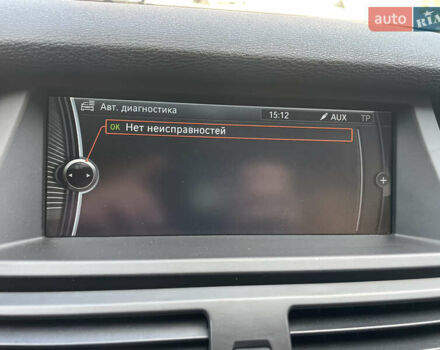 auto RIA
Авт. диагностика 15:12 AUX TP
OK Нет неисправностей